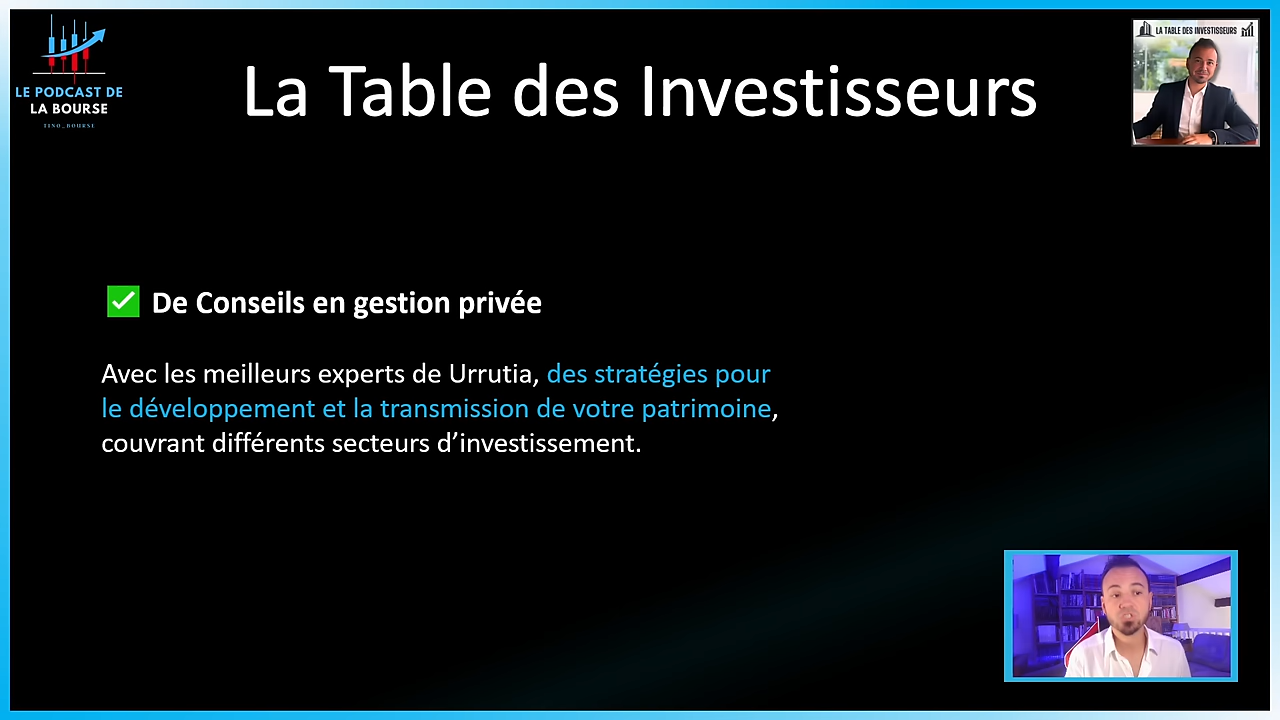 LE PODCAST DE
LA BOURSE
TINO_BOURSE
La Table des Investisseurs
LA TABLE DES INVESTISSEURS
De Conseils en gestion privée
Avec les meilleurs experts de Urrutia, des stratégies pour
le développement et la transmission de votre patrimoine,
couvrant différents secteurs d’investissement.